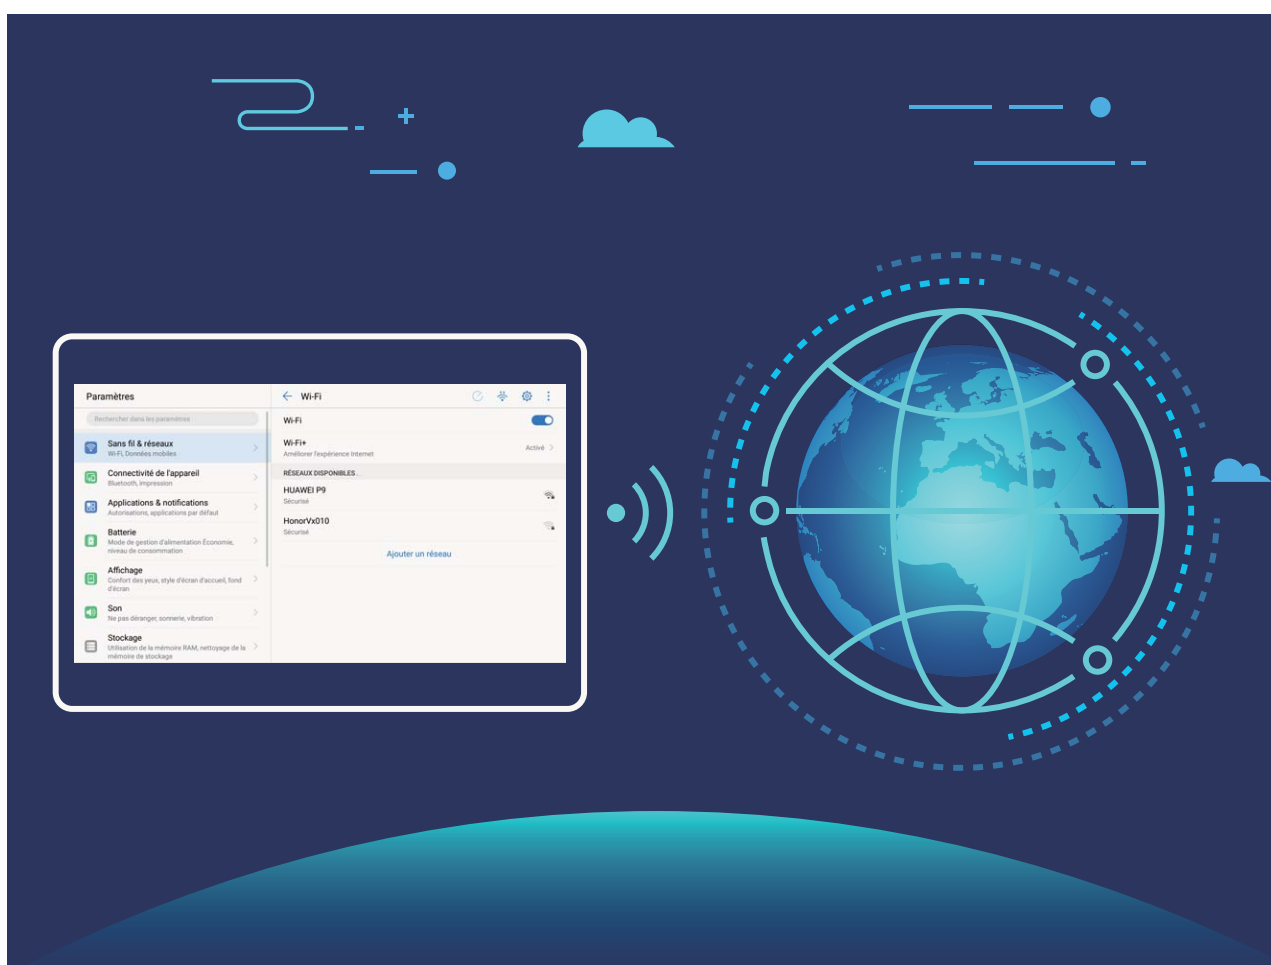 Paramètres
Rechercher dans les paramètres
Sans fil & réseaux
Wi-Fi, Données mobiles
Connectivité de l'appareil
Bluetooth, impression
Applications & notifications
Autorisations, applications par défaut
Batterie
Mode de gestion d'alimentation Économie,
niveau de consommation
Affichage
Confort des yeux, style d'écran d'accueil, fond
d'écran
Son
Ne pas déranger, sonnerie, vibration
Stockage
Utilisation de la mémoire RAM, nettoyage de la
mémoire de stockage
Wi-Fi
Wi-Fi
Wi-Fi+
Améliorer l'expérience Internet
Activé
RÉSEAUX DISPONIBLES...
HUAWEI P9
Sécurisé
HonorVx010
Sécurisé
Ajouter un réseau